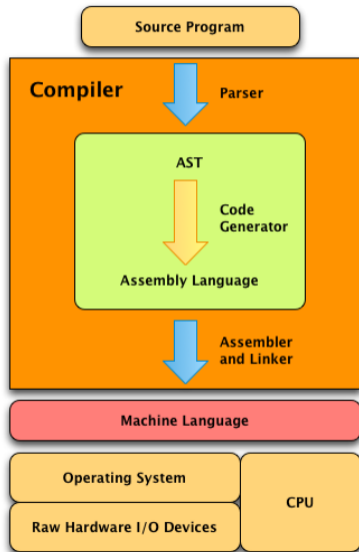 Source Program
Compiler
Parser
AST
Code
Generator
Assembly Language
Assembler
and Linker
Machine Language
Operating System
CPU
Raw Hardware I/O Devices